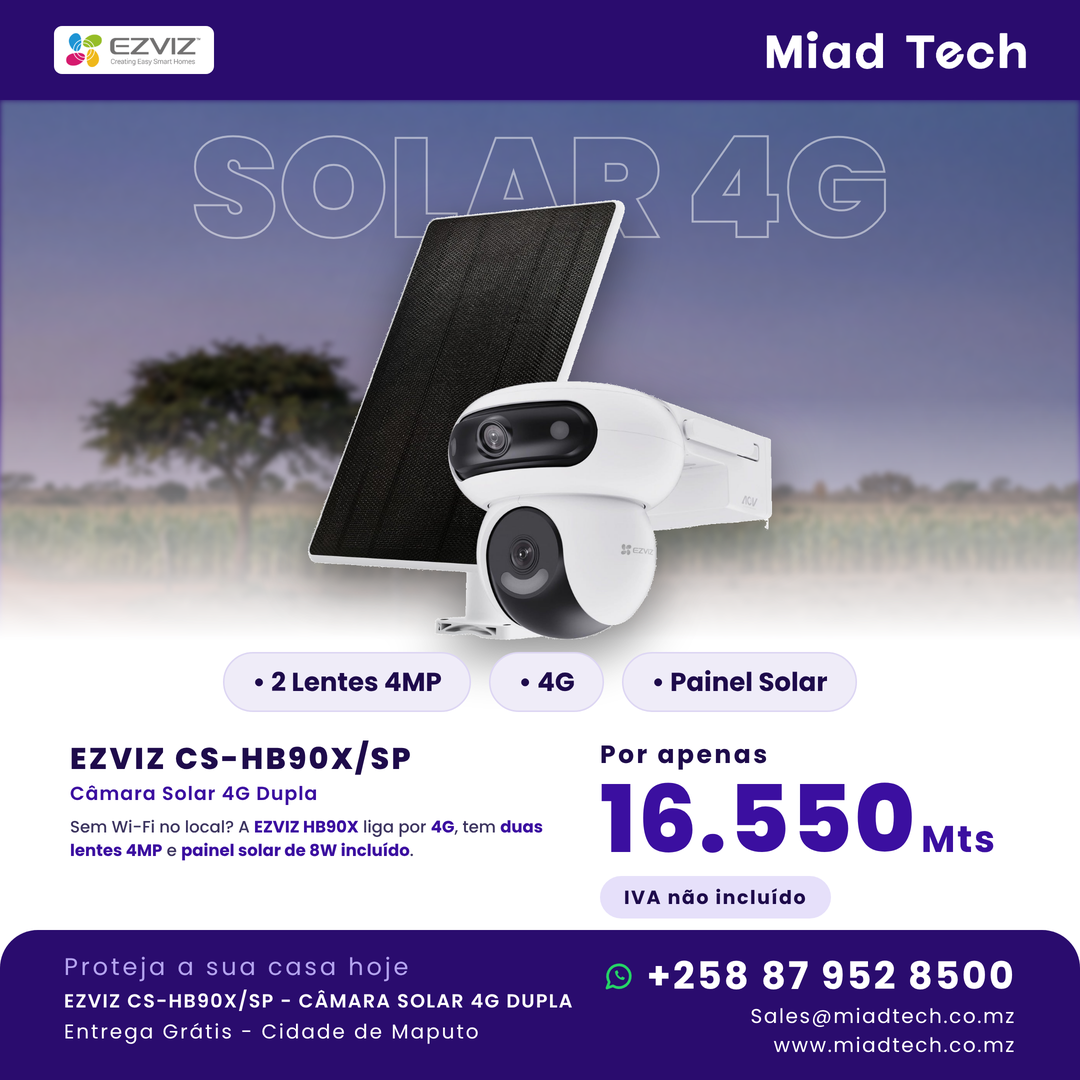 EZVIZ™
Creating Easy Smart Homes
Miad Tech
SOLAR 4G
EZVIZ
• 2 Lentes 4MP
• 4G
• Painel Solar
EZVIZ CS-HB90X/SP
Câmara Solar 4G Dupla
Sem Wi-Fi no local? A EZVIZ HB90X liga por 4G, tem duas
lentes 4MP e painel solar de 8W incluído.
Por apenas
16.550 Mts
IVA não incluído
Proteja a sua casa hoje
EZVIZ CS-HB90X/SP - CÂMARA SOLAR 4G DUPLA
Entrega Grátis - Cidade de Maputo
+258 87 952 8500
Sales@miadtech.co.mz
www.miadtech.co.mz